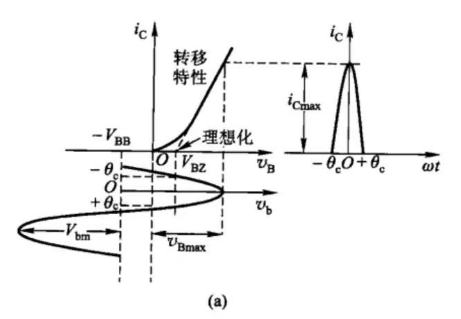 i_C
i_C
转移
特性
i_Cmax
-V_BB
理想化
O
V_BZ
v_B
-θ_c O +θ_c
ωt
-θ_c
O
v_b
+θ_c
V_bm
v_Bmax
(a)